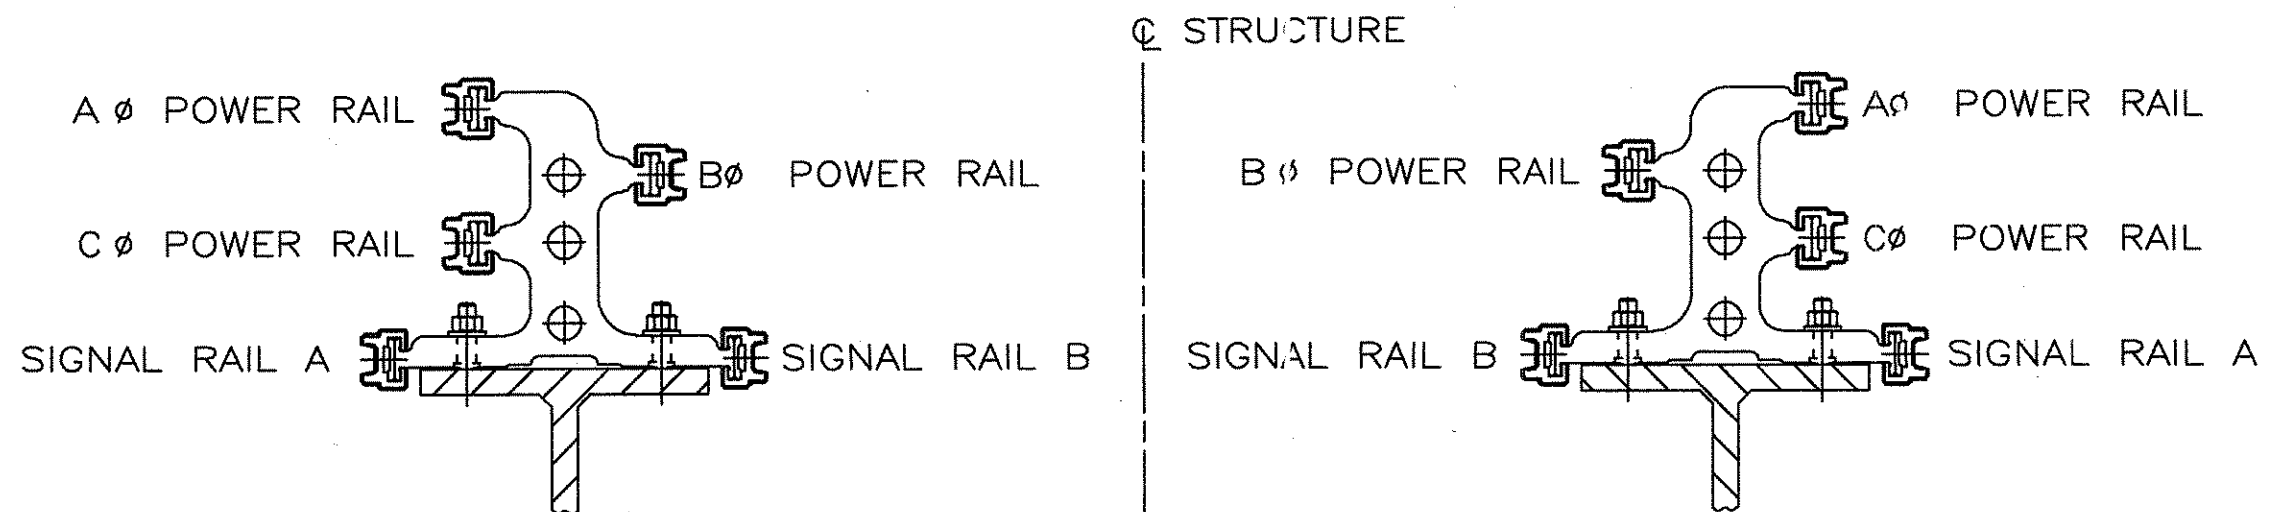 ℄ STRUCTURE
A ø POWER RAIL
Bø POWER RAIL
C ø POWER RAIL
SIGNAL RAIL A
SIGNAL RAIL B
Aø POWER RAIL
B ø POWER RAIL
Cø POWER RAIL
SIGNAL RAIL B
SIGNAL RAIL A